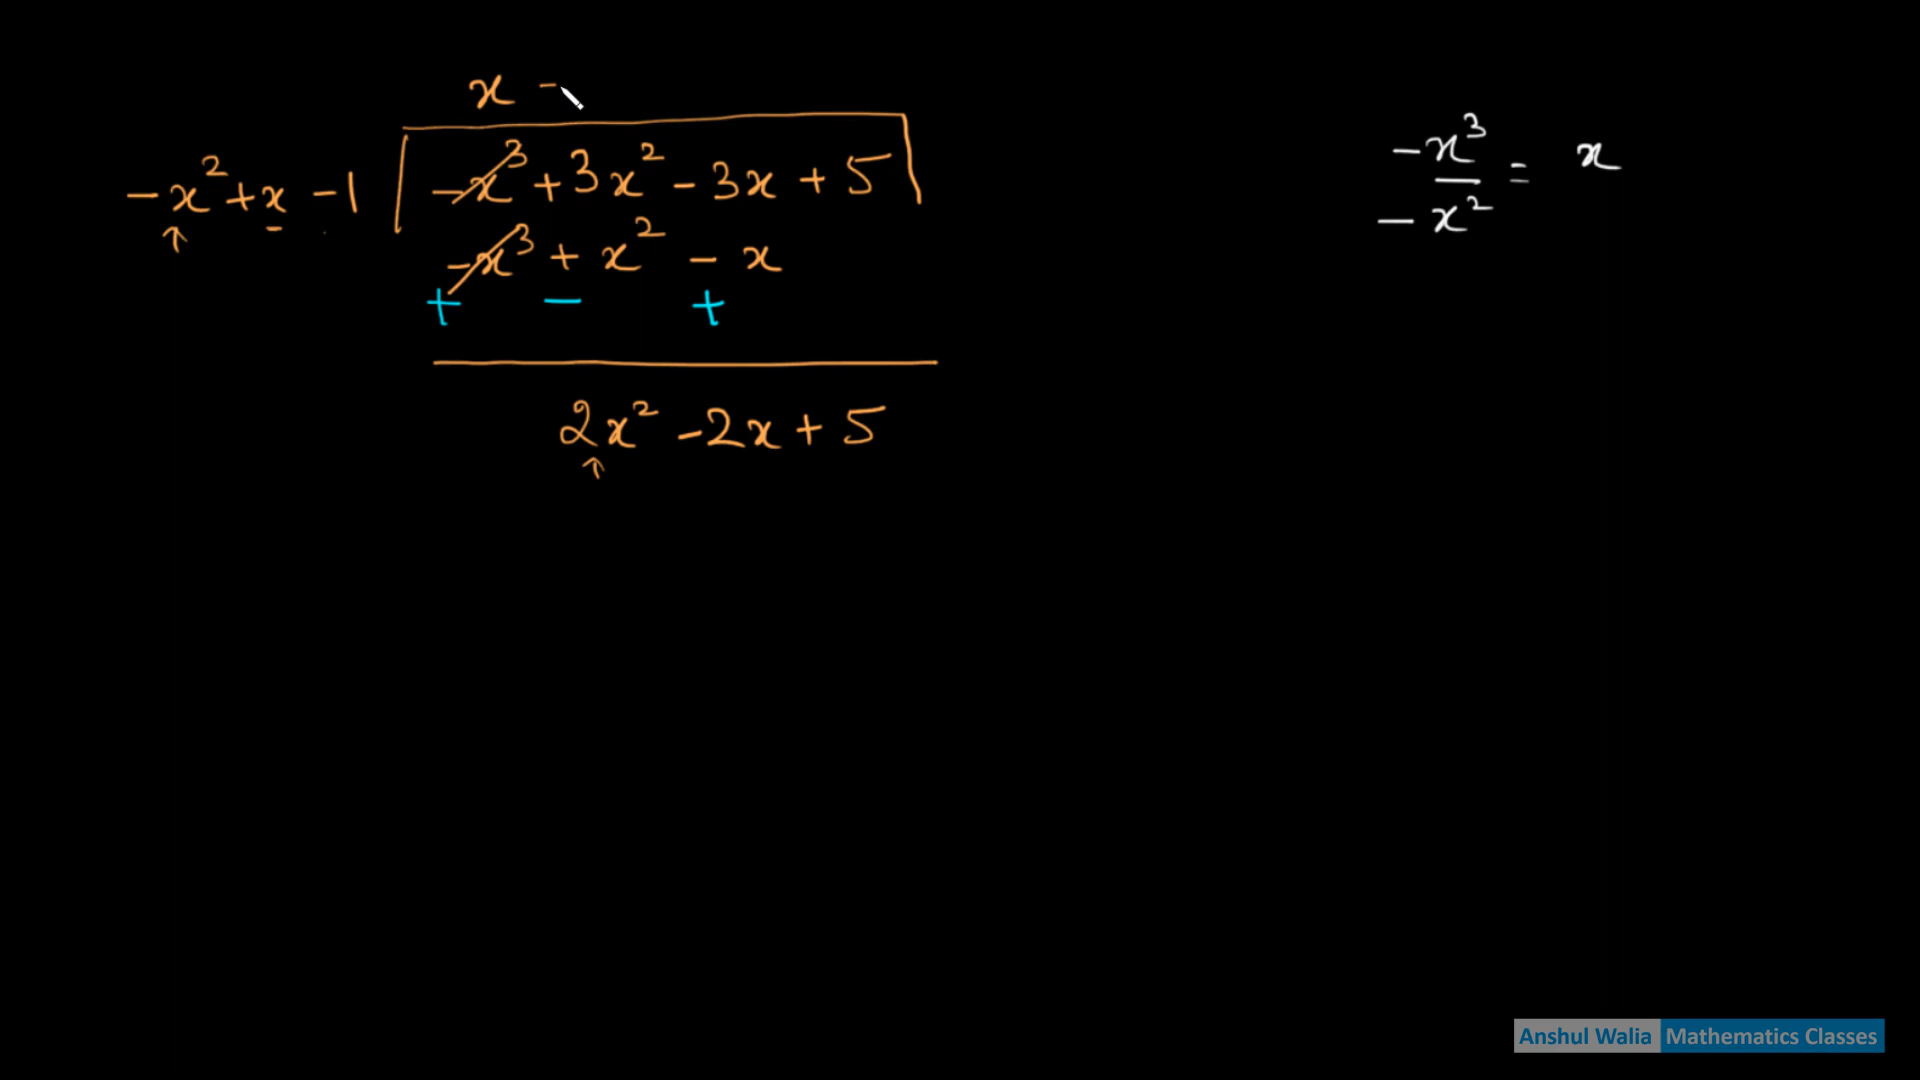 x -
-x² + x - 1 -x³ + 3x² - 3x + 5
-x³ + x² - x
+ - +
2x² - 2x + 5
-x³ / -x² = x
Anshul Walia Mathematics Classes